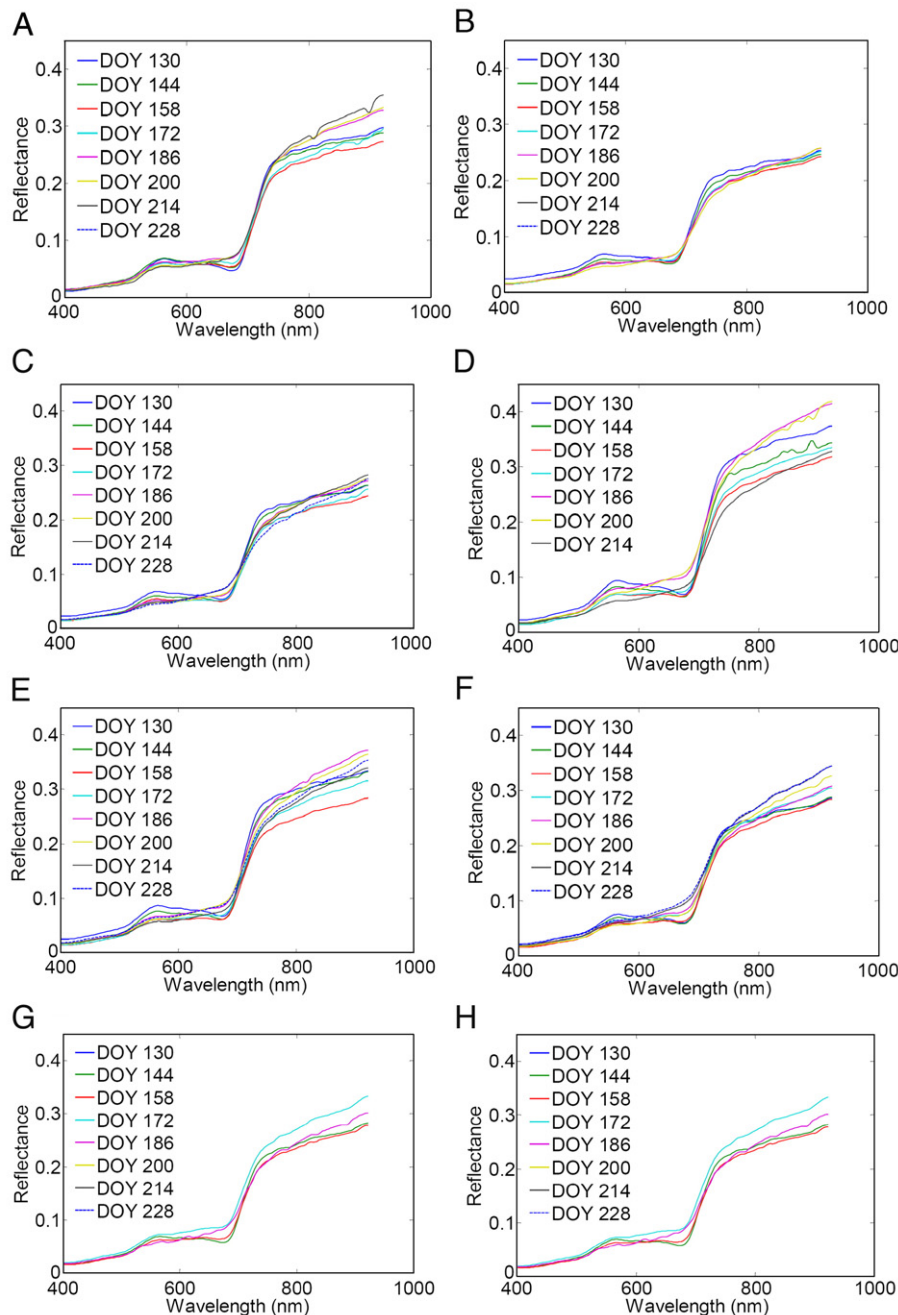 A
Reflectance
0.4
0.3
0.2
0.1
0
DOY 130
DOY 144
DOY 158
DOY 172
DOY 186
DOY 200
DOY 214
DOY 228
400 600 800 1000
Wavelength (nm)
B
Reflectance
0.4
0.3
0.2
0.1
0
DOY 130
DOY 144
DOY 158
DOY 172
DOY 186
DOY 200
DOY 214
DOY 228
400 600 800 1000
Wavelength (nm)
C
Reflectance
0.4
0.3
0.2
0.1
0
DOY 130
DOY 144
DOY 158
DOY 172
DOY 186
DOY 200
DOY 214
DOY 228
400 600 800 1000
Wavelength (nm)
D
Reflectance
0.4
0.3
0.2
0.1
0
DOY 130
DOY 144
DOY 158
DOY 172
DOY 186
DOY 200
DOY 214
400 600 800 1000
Wavelength (nm)
E
Reflectance
0.4
0.3
0.2
0.1
0
DOY 130
DOY 144
DOY 158
DOY 172
DOY 186
DOY 200
DOY 214
DOY 228
400 600 800 1000
Wavelength (nm)
F
Reflectance
0.4
0.3
0.2
0.1
0
DOY 130
DOY 144
DOY 158
DOY 172
DOY 186
DOY 200
DOY 214
DOY 228
400 600 800 1000
Wavelength (nm)
G
Reflectance
0.4
0.3
0.2
0.1
0
DOY 130
DOY 144
DOY 158
DOY 172
DOY 186
DOY 200
DOY 214
DOY 228
400 600 800 1000
Wavelength (nm)
H
Reflectance
0.4
0.3
0.2
0.1
0
DOY 130
DOY 144
DOY 158
DOY 172
DOY 186
DOY 200
DOY 214
DOY 228
400 600 800 1000
Wavelength (nm)